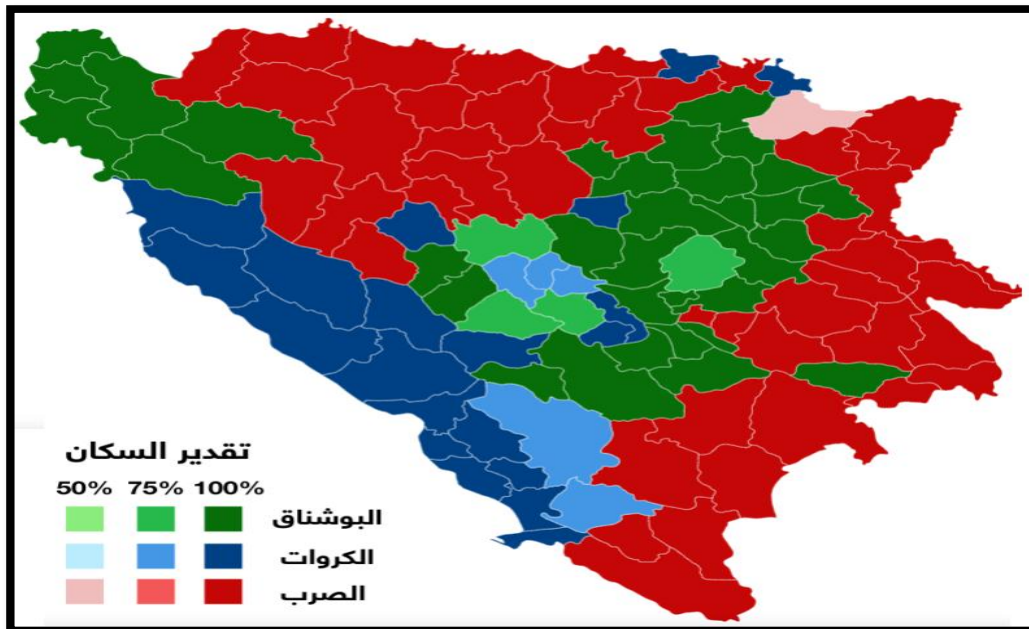 تقدير السكان
50% 75% 100%
البوشناق
الكروات
الصرب